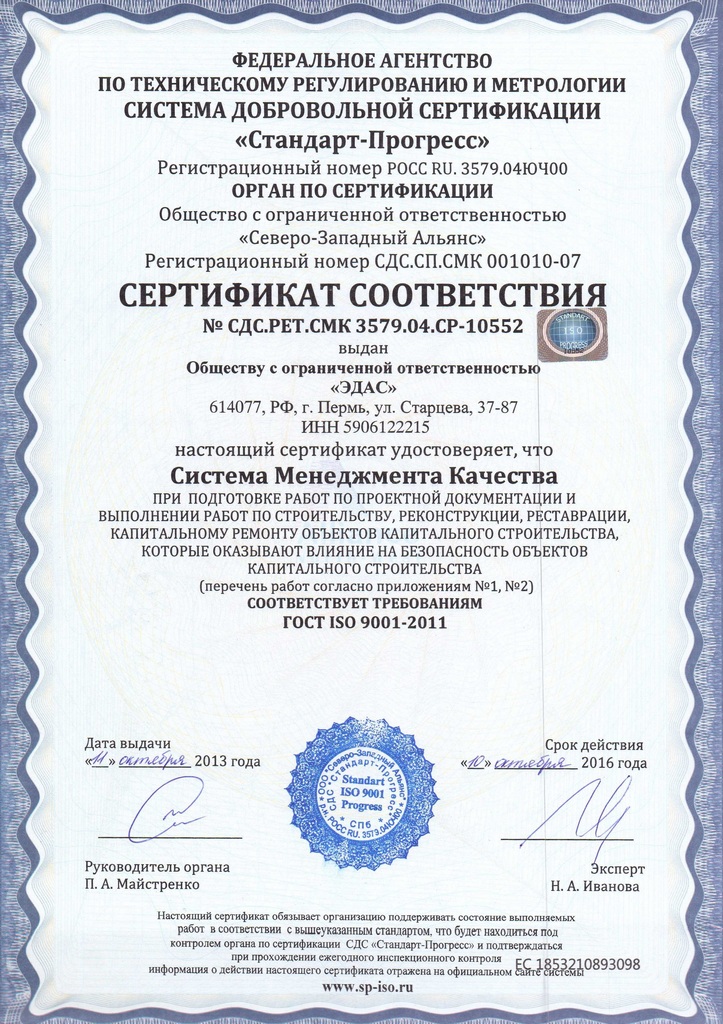 ФЕДЕРАЛЬНОЕ АГЕНТСТВО
ПО ТЕХНИЧЕСКОМУ РЕГУЛИРОВАНИЮ И МЕТРОЛОГИИ
СИСТЕМА ДОБРОВОЛЬНОЙ СЕРТИФИКАЦИИ
«Стандарт-Прогресс»
Регистрационный номер РОСС RU. 3579.04ЮЧ00
ОРГАН ПО СЕРТИФИКАЦИИ
Общество с ограниченной ответственностью
«Северо-Западный Альянс»
Регистрационный номер СДС.СП.СМК 001010-07
СЕРТИФИКАТ СООТВЕТСТВИЯ
№ СДС.РЕТ.СМК 3579.04.СР-10552
STANDART
ISO
PROGRESS
10552
выдан
Обществу с ограниченной ответственностью
«ЭДАС»
614077, РФ, г. Пермь, ул. Старцева, 37-87
ИНН 5906122215
настоящий сертификат удостоверяет, что
Система Менеджмента Качества
ПРИ ПОДГОТОВКЕ РАБОТ ПО ПРОЕКТНОЙ ДОКУМЕНТАЦИИ И
ВЫПОЛНЕНИИ РАБОТ ПО СТРОИТЕЛЬСТВУ, РЕКОНСТРУКЦИИ, РЕСТАВРАЦИИ,
КАПИТАЛЬНОМУ РЕМОНТУ ОБЪЕКТОВ КАПИТАЛЬНОГО СТРОИТЕЛЬСТВА,
КОТОРЫЕ ОКАЗЫВАЮТ ВЛИЯНИЕ НА БЕЗОПАСНОСТЬ ОБЪЕКТОВ
КАПИТАЛЬНОГО СТРОИТЕЛЬСТВА
(перечень работ согласно приложениям №1, №2)
СООТВЕТСТВУЕТ ТРЕБОВАНИЯМ
ГОСТ ISO 9001-2011
Дата выдачи
«11» октября 2013 года
Срок действия
«10» октября 2016 года
ООО "Северо-Западный Альянс"
СДС "Стандарт-Прогресс"
Standart
ISO 9001
Progress
* СПб *
р.н. РОСС RU. 3579.04Ю400
Руководитель органа
П. А. Майстренко
Эксперт
Н. А. Иванова
Настоящий сертификат обязывает организацию поддерживать состояние выполняемых
работ в соответствии с вышеуказанным стандартом, что будет находиться под
контролем органа по сертификации СДС «Стандарт-Прогресс» и подтверждаться
при прохождении ежегодного инспекционного контроля
информация о действии настоящего сертификата отражена на официальном сайте системы
EC 1853210893098
www.sp-iso.ru